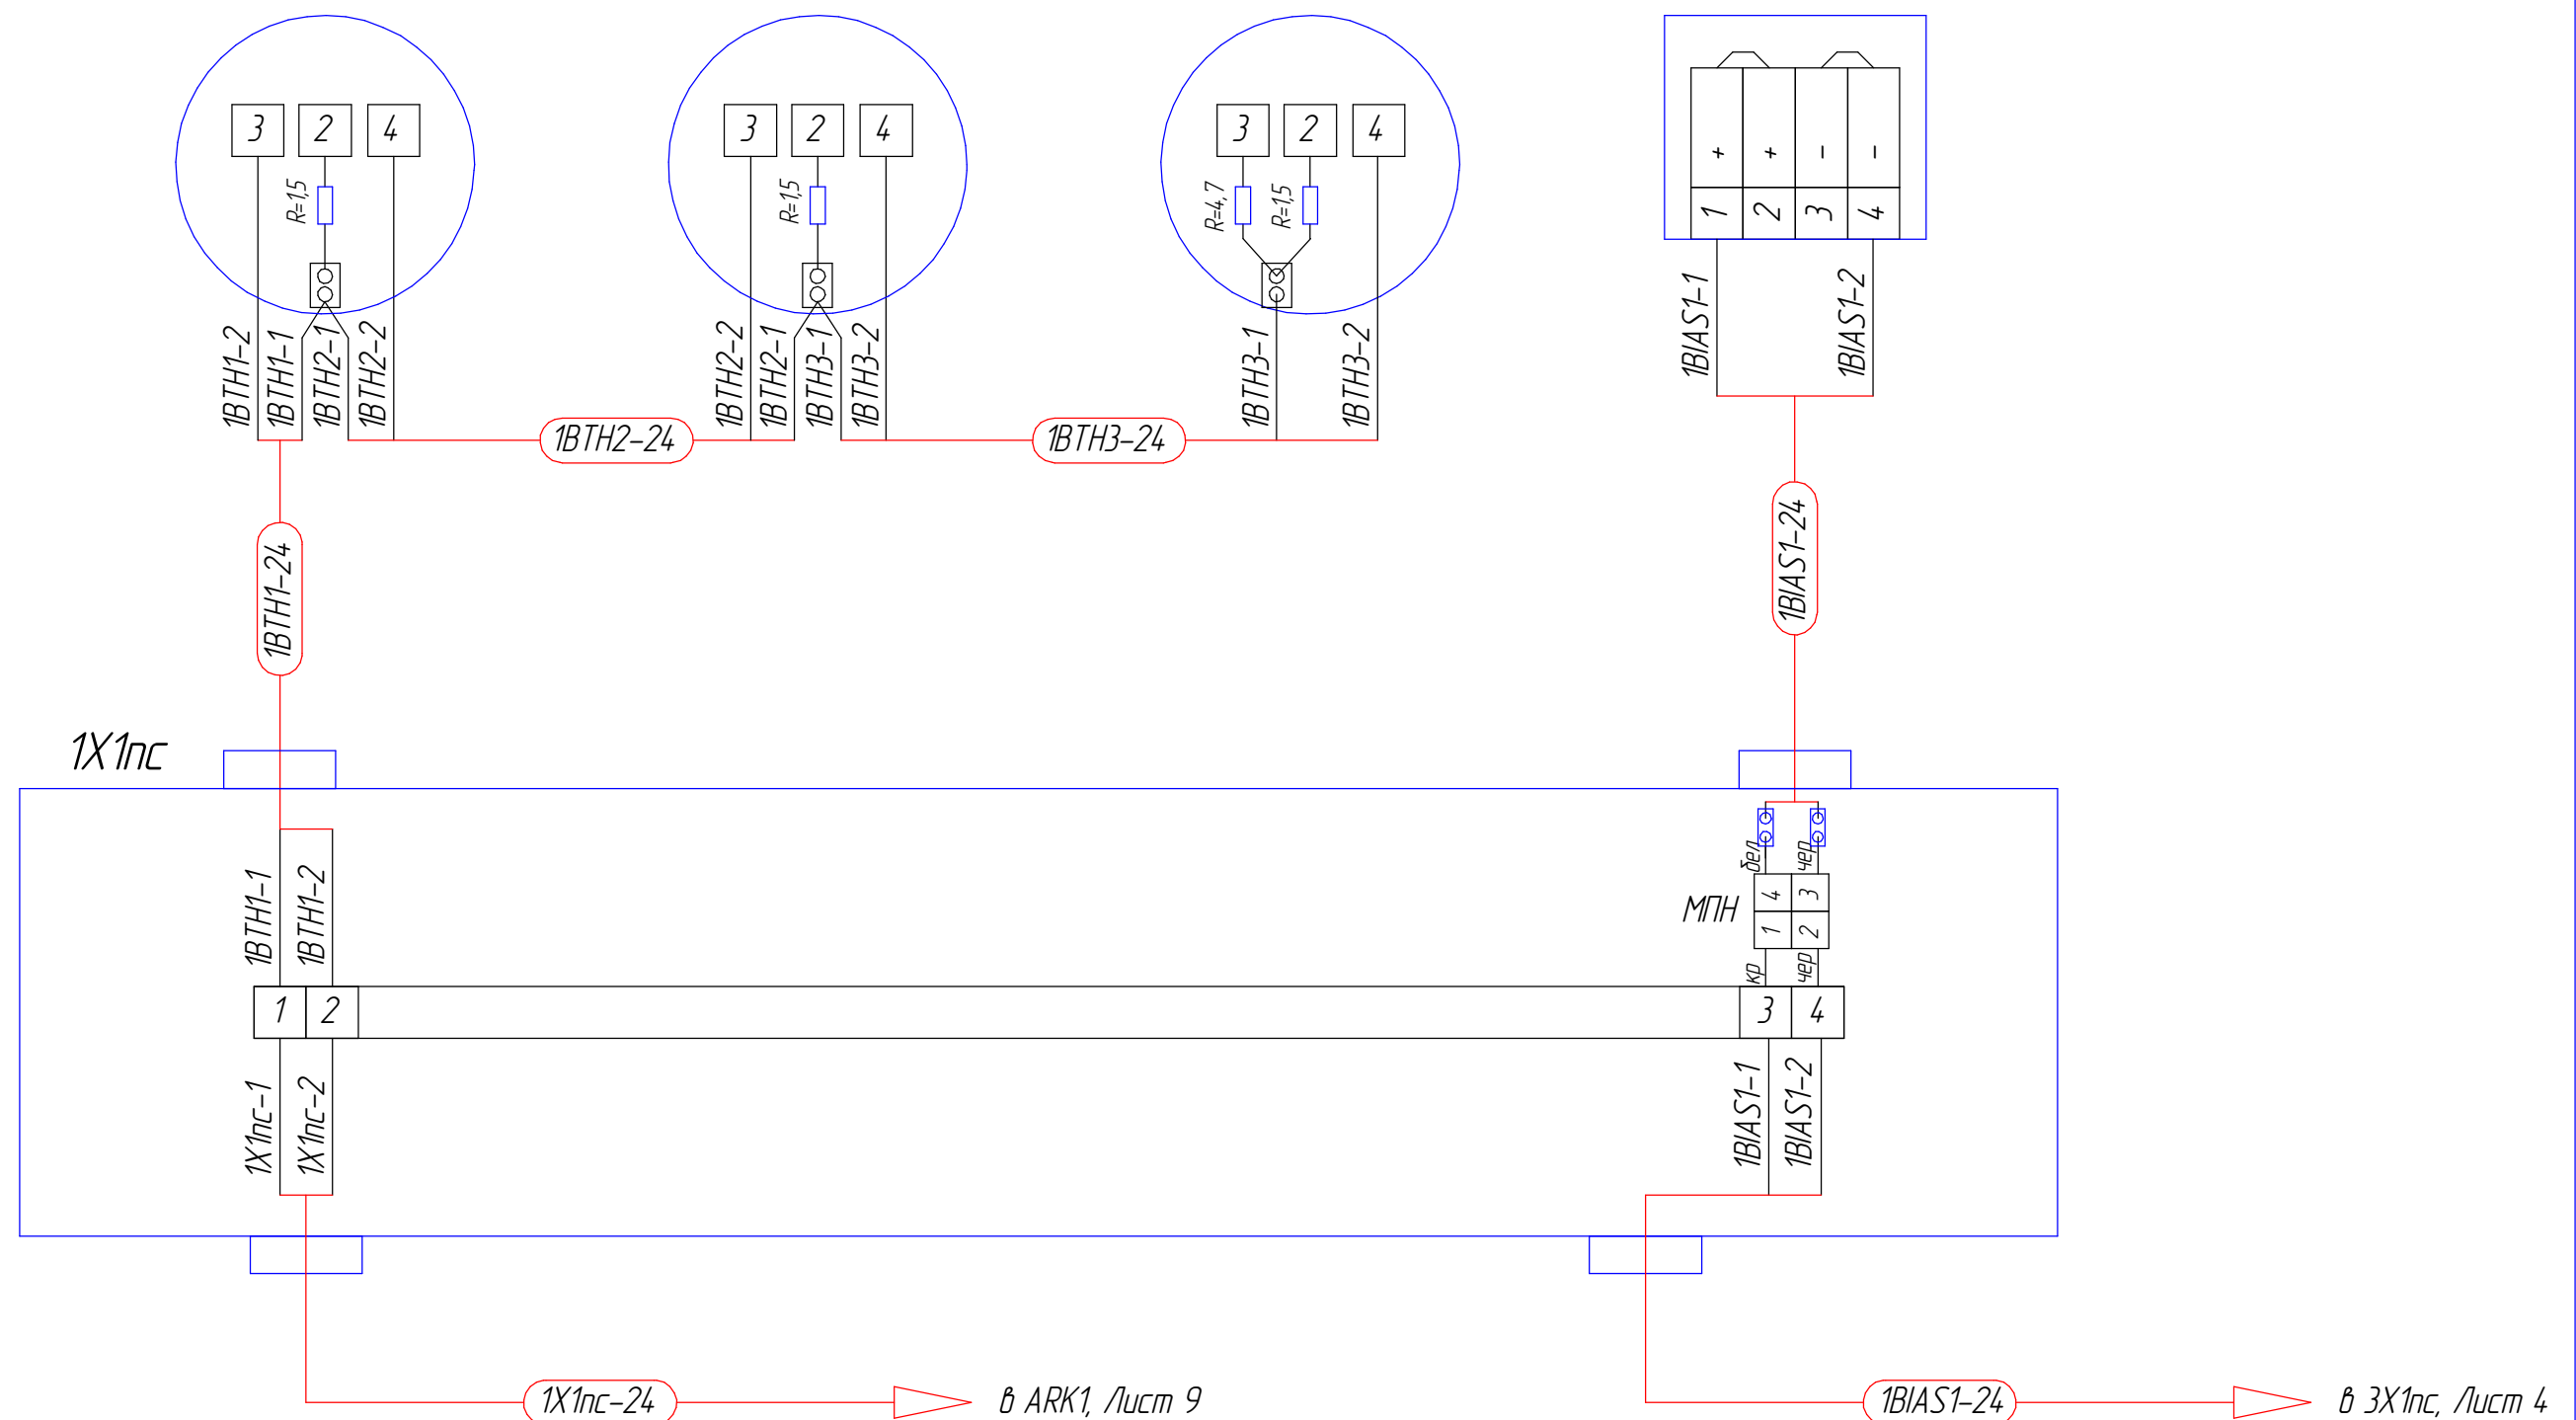 3 2 4
3 2 4
3 2 4
+ + - -
1 2 3 4
R=1,5
R=1,5
R=4,7
R=1,5
1BTH1-2
1BTH1-1
1BTH2-1
1BTH2-2
1BTH2-2
1BTH2-1
1BTH3-1
1BTH3-2
1BTH3-1
1BTH3-2
1BIAS1-1
1BIAS1-2
1BTH2-24
1BTH3-24
1BTH1-24
1BIAS1-24
1X1пс
бел
чер
4 3
МПН
1 2
кр
чер
1BTH1-1
1BTH1-2
1 2
3 4
1X1пс-1
1X1пс-2
1BIAS1-1
1BIAS1-2
1X1пс-24
в ARK1, Лист 9
1BIAS1-24
в 3X1пс, Лист 4